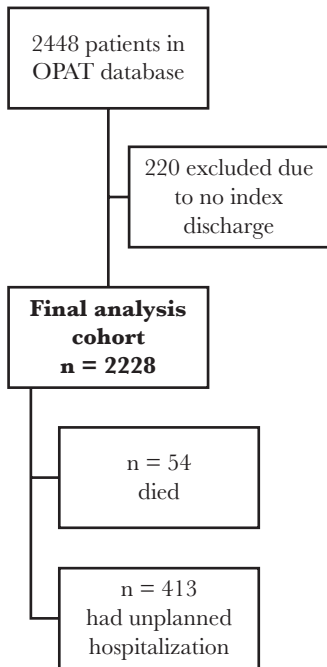 2448 patients in
OPAT database
220 excluded due
to no index
discharge
Final analysis
cohort
n = 2228
n = 54
died
n = 413
had unplanned
hospitalization